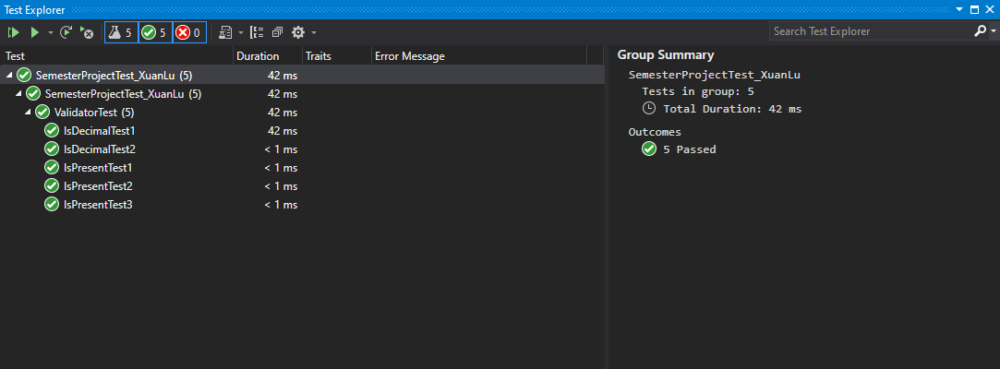 Test Explorer
5 5 0
Search Test Explorer
Test Duration Traits Error Message
SemesterProjectTest_XuanLu (5) 42 ms
SemesterProjectTest_XuanLu (5) 42 ms
ValidatorTest (5) 42 ms
IsDecimalTest1 42 ms
IsDecimalTest2 < 1 ms
IsPresentTest1 < 1 ms
IsPresentTest2 < 1 ms
IsPresentTest3 < 1 ms
Group Summary
SemesterProjectTest_XuanLu
Tests in group: 5
Total Duration: 42 ms
Outcomes
5 Passed